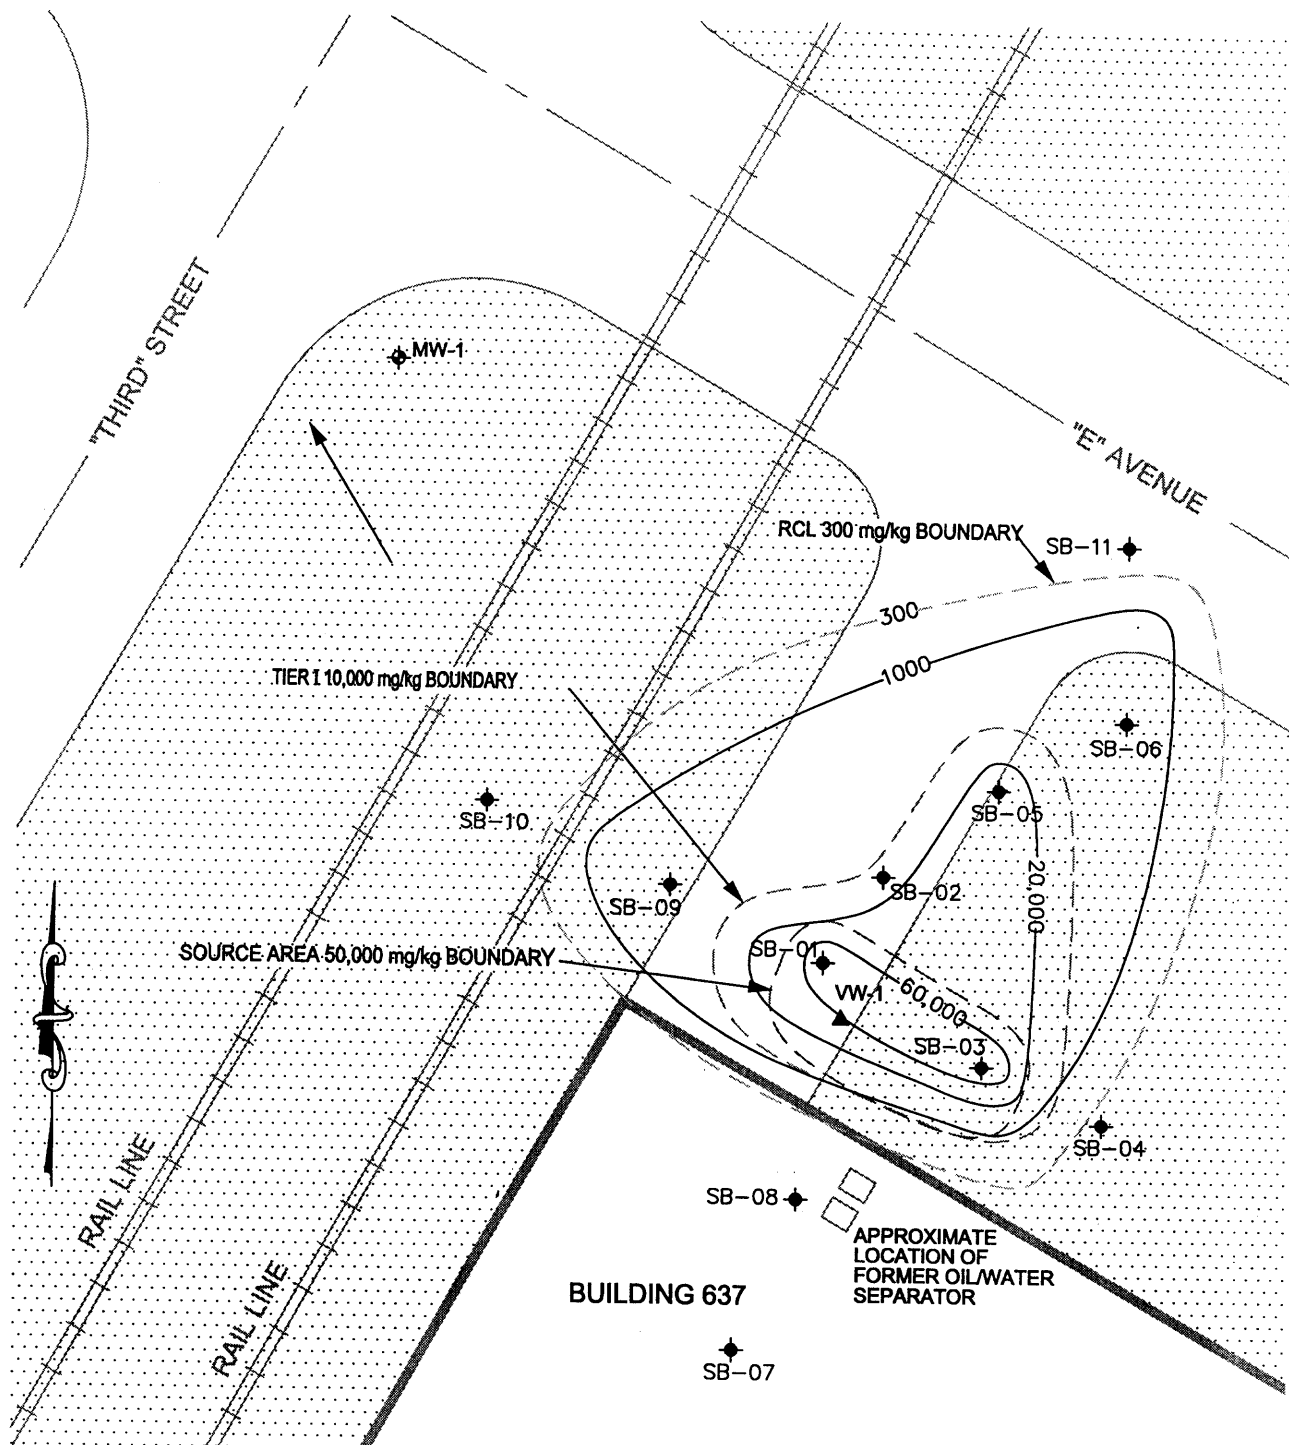 "THIRD" STREET
MW-1
"E" AVENUE
RCL 300 mg/kg BOUNDARY
SB-11
300
1000
TIER I 10,000 mg/kg BOUNDARY
SB-06
SB-05
SB-10
20,000
SB-02
SB-09
SOURCE AREA 50,000 mg/kg BOUNDARY
SB-01
VW-1
60,000
SB-03
SB-04
RAIL LINE
SB-08
APPROXIMATE
LOCATION OF
FORMER OIL/WATER
SEPARATOR
RAIL LINE
BUILDING 637
SB-07